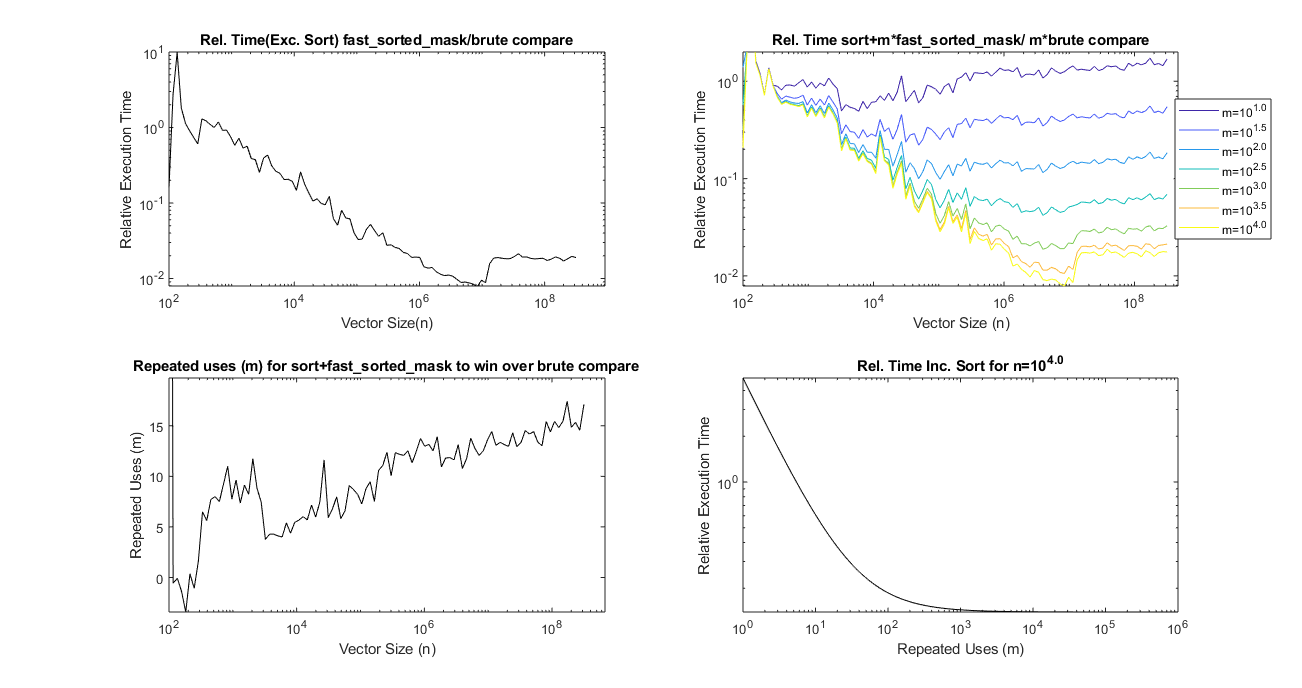 Rel. Time(Exc. Sort) fast_sorted_mask/brute compare
Relative Execution Time
10^1
10^0
10^-1
10^-2
10^2 10^4 10^6 10^8
Vector Size(n)
Rel. Time sort+m*fast_sorted_mask/ m*brute compare
Relative Execution Time
10^0
10^-1
10^-2
10^2 10^4 10^6 10^8
Vector Size (n)
m=10^1.0
m=10^1.5
m=10^2.0
m=10^2.5
m=10^3.0
m=10^3.5
m=10^4.0
Repeated uses (m) for sort+fast_sorted_mask to win over brute compare
Repeated Uses (m)
15
10
5
0
10^2 10^4 10^6 10^8
Vector Size (n)
Rel. Time Inc. Sort for n=10^4.0
Relative Execution Time
10^0
10^0 10^1 10^2 10^3 10^4 10^5 10^6
Repeated Uses (m)